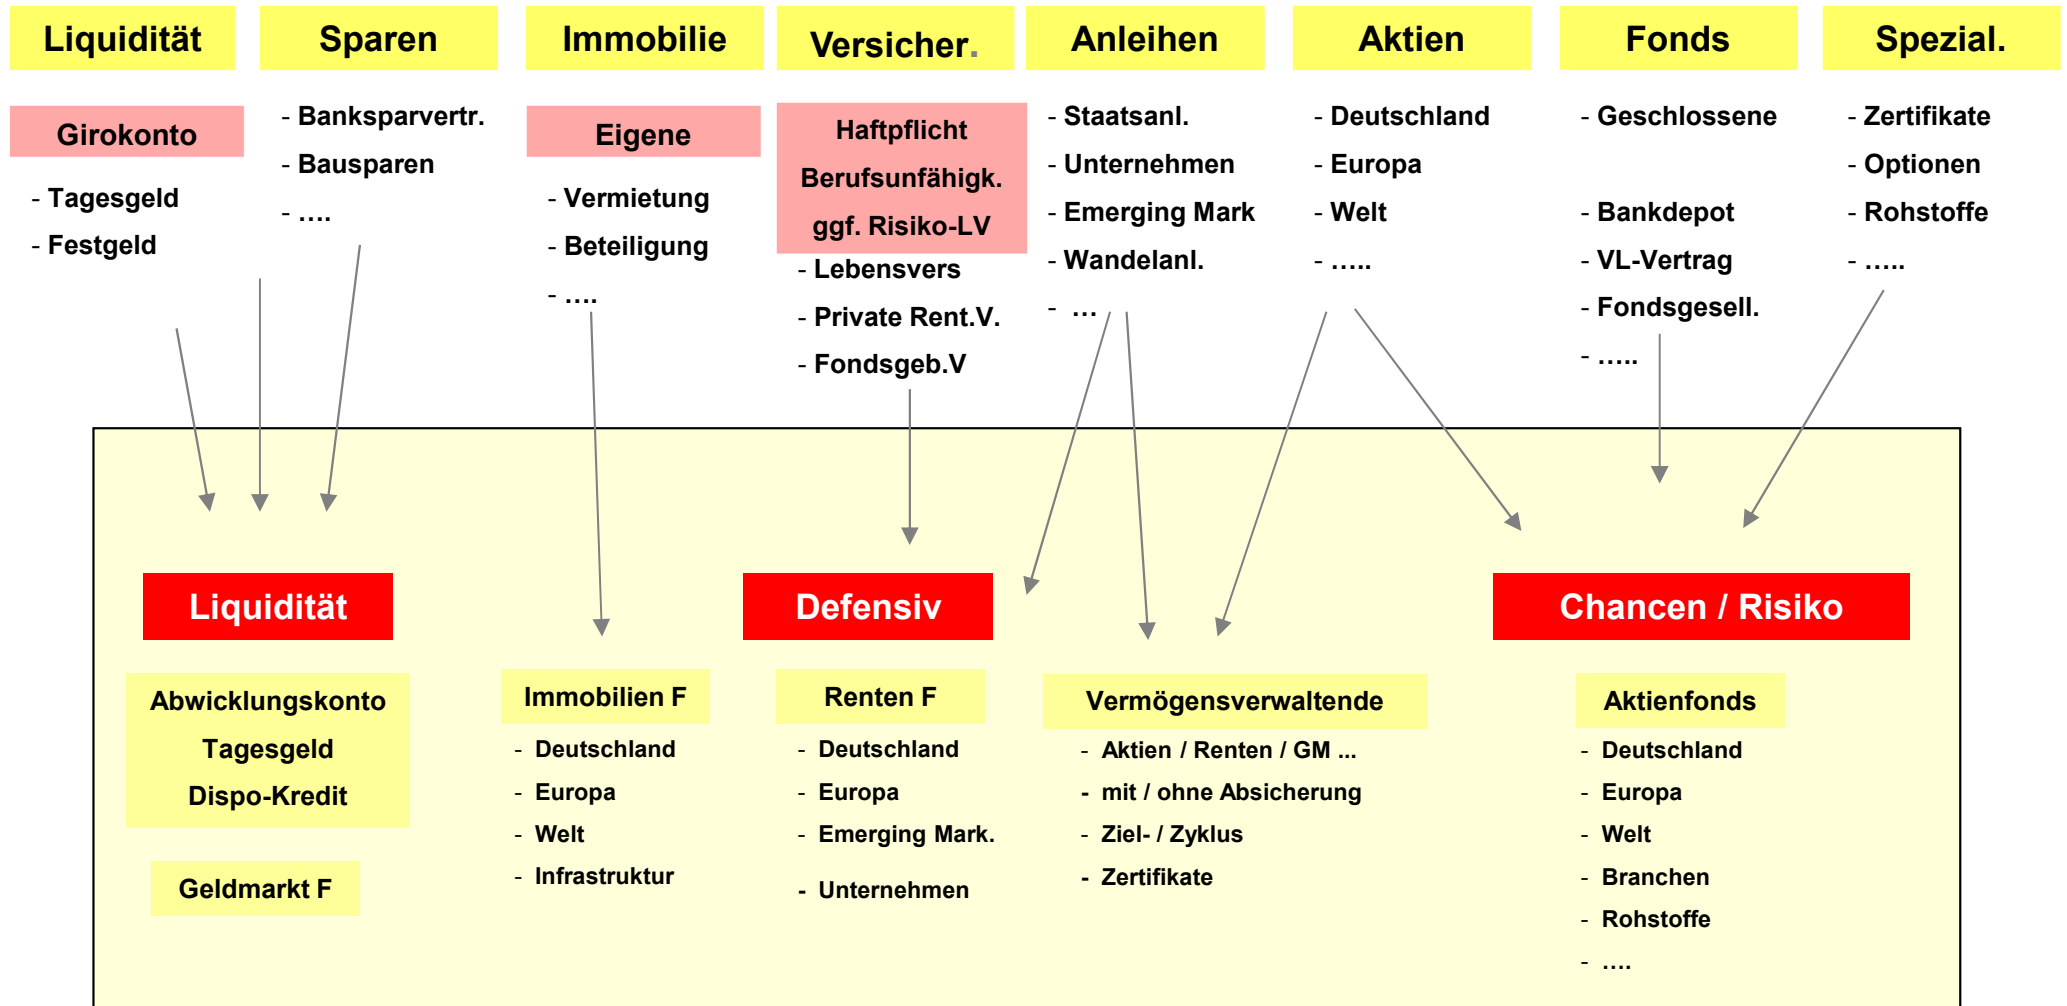 Liquidität
Sparen
Immobilie
Versicher.
Anleihen
Aktien
Fonds
Spezial.
Girokonto
- Tagesgeld
- Festgeld
- Banksparvertr.
- Bausparen
- ....
Eigene
- Vermietung
- Beteiligung
- ....
Haftpflicht
Berufsunfähigk.
ggf. Risiko-LV
- Lebensvers
- Private Rent.V.
- Fondsgeb.V
- Staatsanl.
- Unternehmen
- Emerging Mark
- Wandelanl.
- ...
- Deutschland
- Europa
- Welt
- .....
- Geschlossene
- Bankdepot
- VL-Vertrag
- Fondsgesell.
- .....
- Zertifikate
- Optionen
- Rohstoffe
- .....
Liquidität
Defensiv
Chancen / Risiko
Abwicklungskonto
Tagesgeld
Dispo-Kredit
Geldmarkt F
Immobilien F
- Deutschland
- Europa
- Welt
- Infrastruktur
Renten F
- Deutschland
- Europa
- Emerging Mark.
- Unternehmen
Vermögensverwaltende
- Aktien / Renten / GM ...
- mit / ohne Absicherung
- Ziel- / Zyklus
- Zertifikate
Aktienfonds
- Deutschland
- Europa
- Welt
- Branchen
- Rohstoffe
- ....